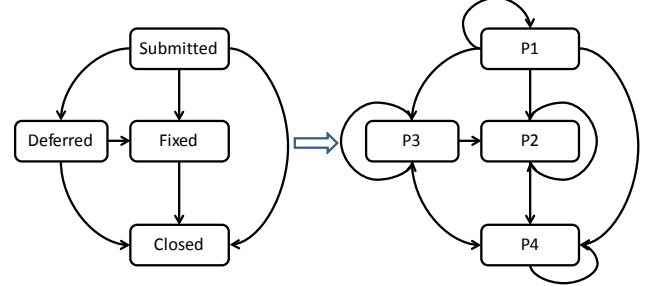 Submitted
P1
Deferred
Fixed
P3
P2
Closed
P4